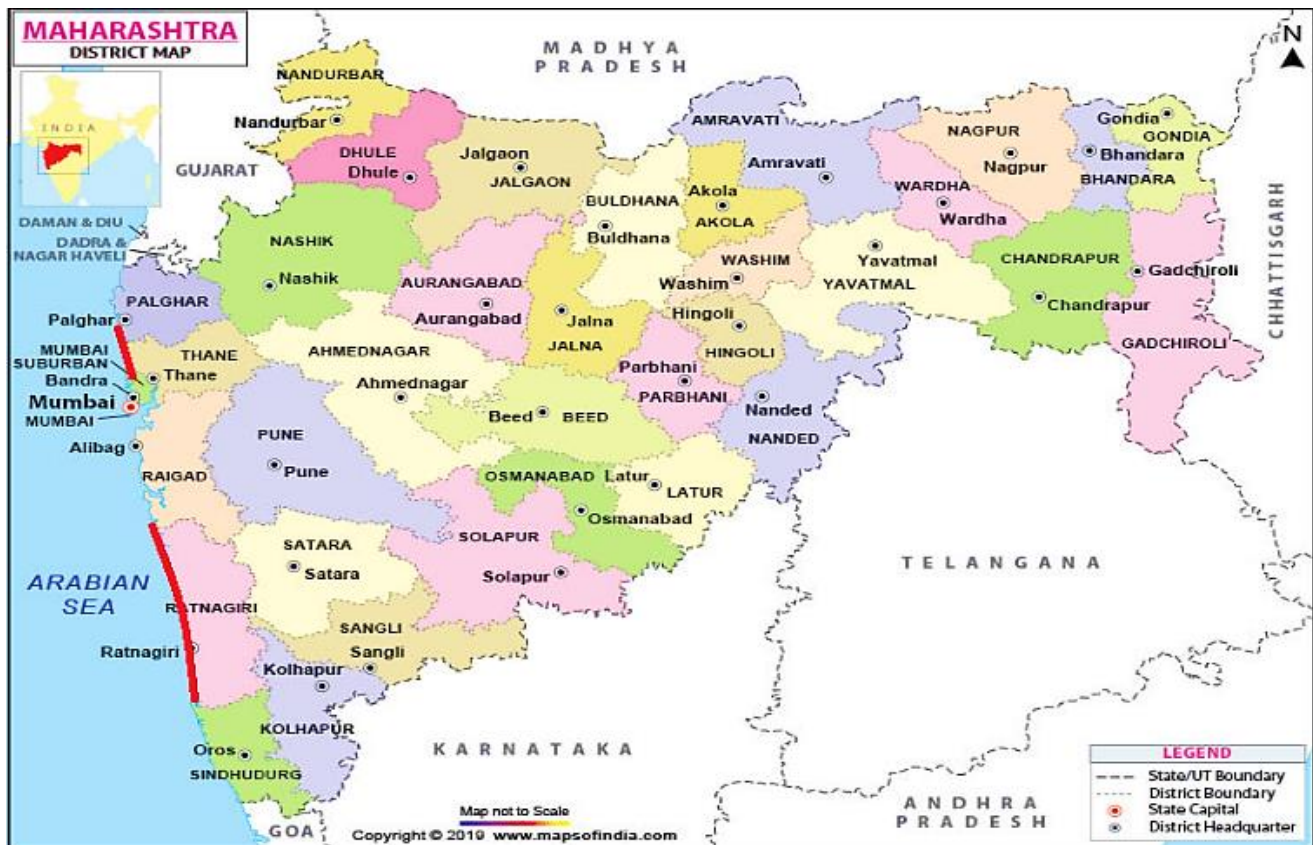 MAHARASHTRA
DISTRICT MAP
INDIA
N
MADHYA
PRADESH
NANDURBAR
Nandurbar
DHULE
Dhule
Jalgaon
JALGAON
GUJARAT
AMRAVATI
Amravati
NAGPUR
Nagpur
Gondia
GONDIA
Bhandara
BHANDARA
BULDHANA
Buldhana
Akola
AKOLA
WARDHA
Wardha
DAMAN & DIU
DADRA &
NAGAR HAVELI
NASHIK
Nashik
AURANGABAD
Aurangabad
Jalna
JALNA
WASHIM
Washim
Yavatmal
YAVATMAL
CHANDRAPUR
Chandrapur
Gadchiroli
GADCHIROLI
CHHATTISGARH
PALGHAR
Palghar
MUMBAI
SUBURBAN
Bandra
Mumbai
MUMBAI
THANE
Thane
AHMEDNAGAR
Ahmednagar
Hingoli
HINGOLI
Parbhani
PARBHANI
Nanded
NANDED
Beed
BEED
Alibag
RAIGAD
PUNE
Pune
OSMANABAD
Osmanabad
Latur
LATUR
SOLAPUR
Solapur
SATARA
Satara
ARABIAN
SEA
RATNAGIRI
Ratnagiri
SANGLI
Sangli
Kolhapur
KOLHAPUR
Oros
SINDHUDURG
TELANGANA
KARNATAKA
GOA
ANDHRA
PRADESH
Map not to Scale
Copyright © 2019 www.mapsofindia.com
LEGEND
State/UT Boundary
District Boundary
State Capital
District Headquarter